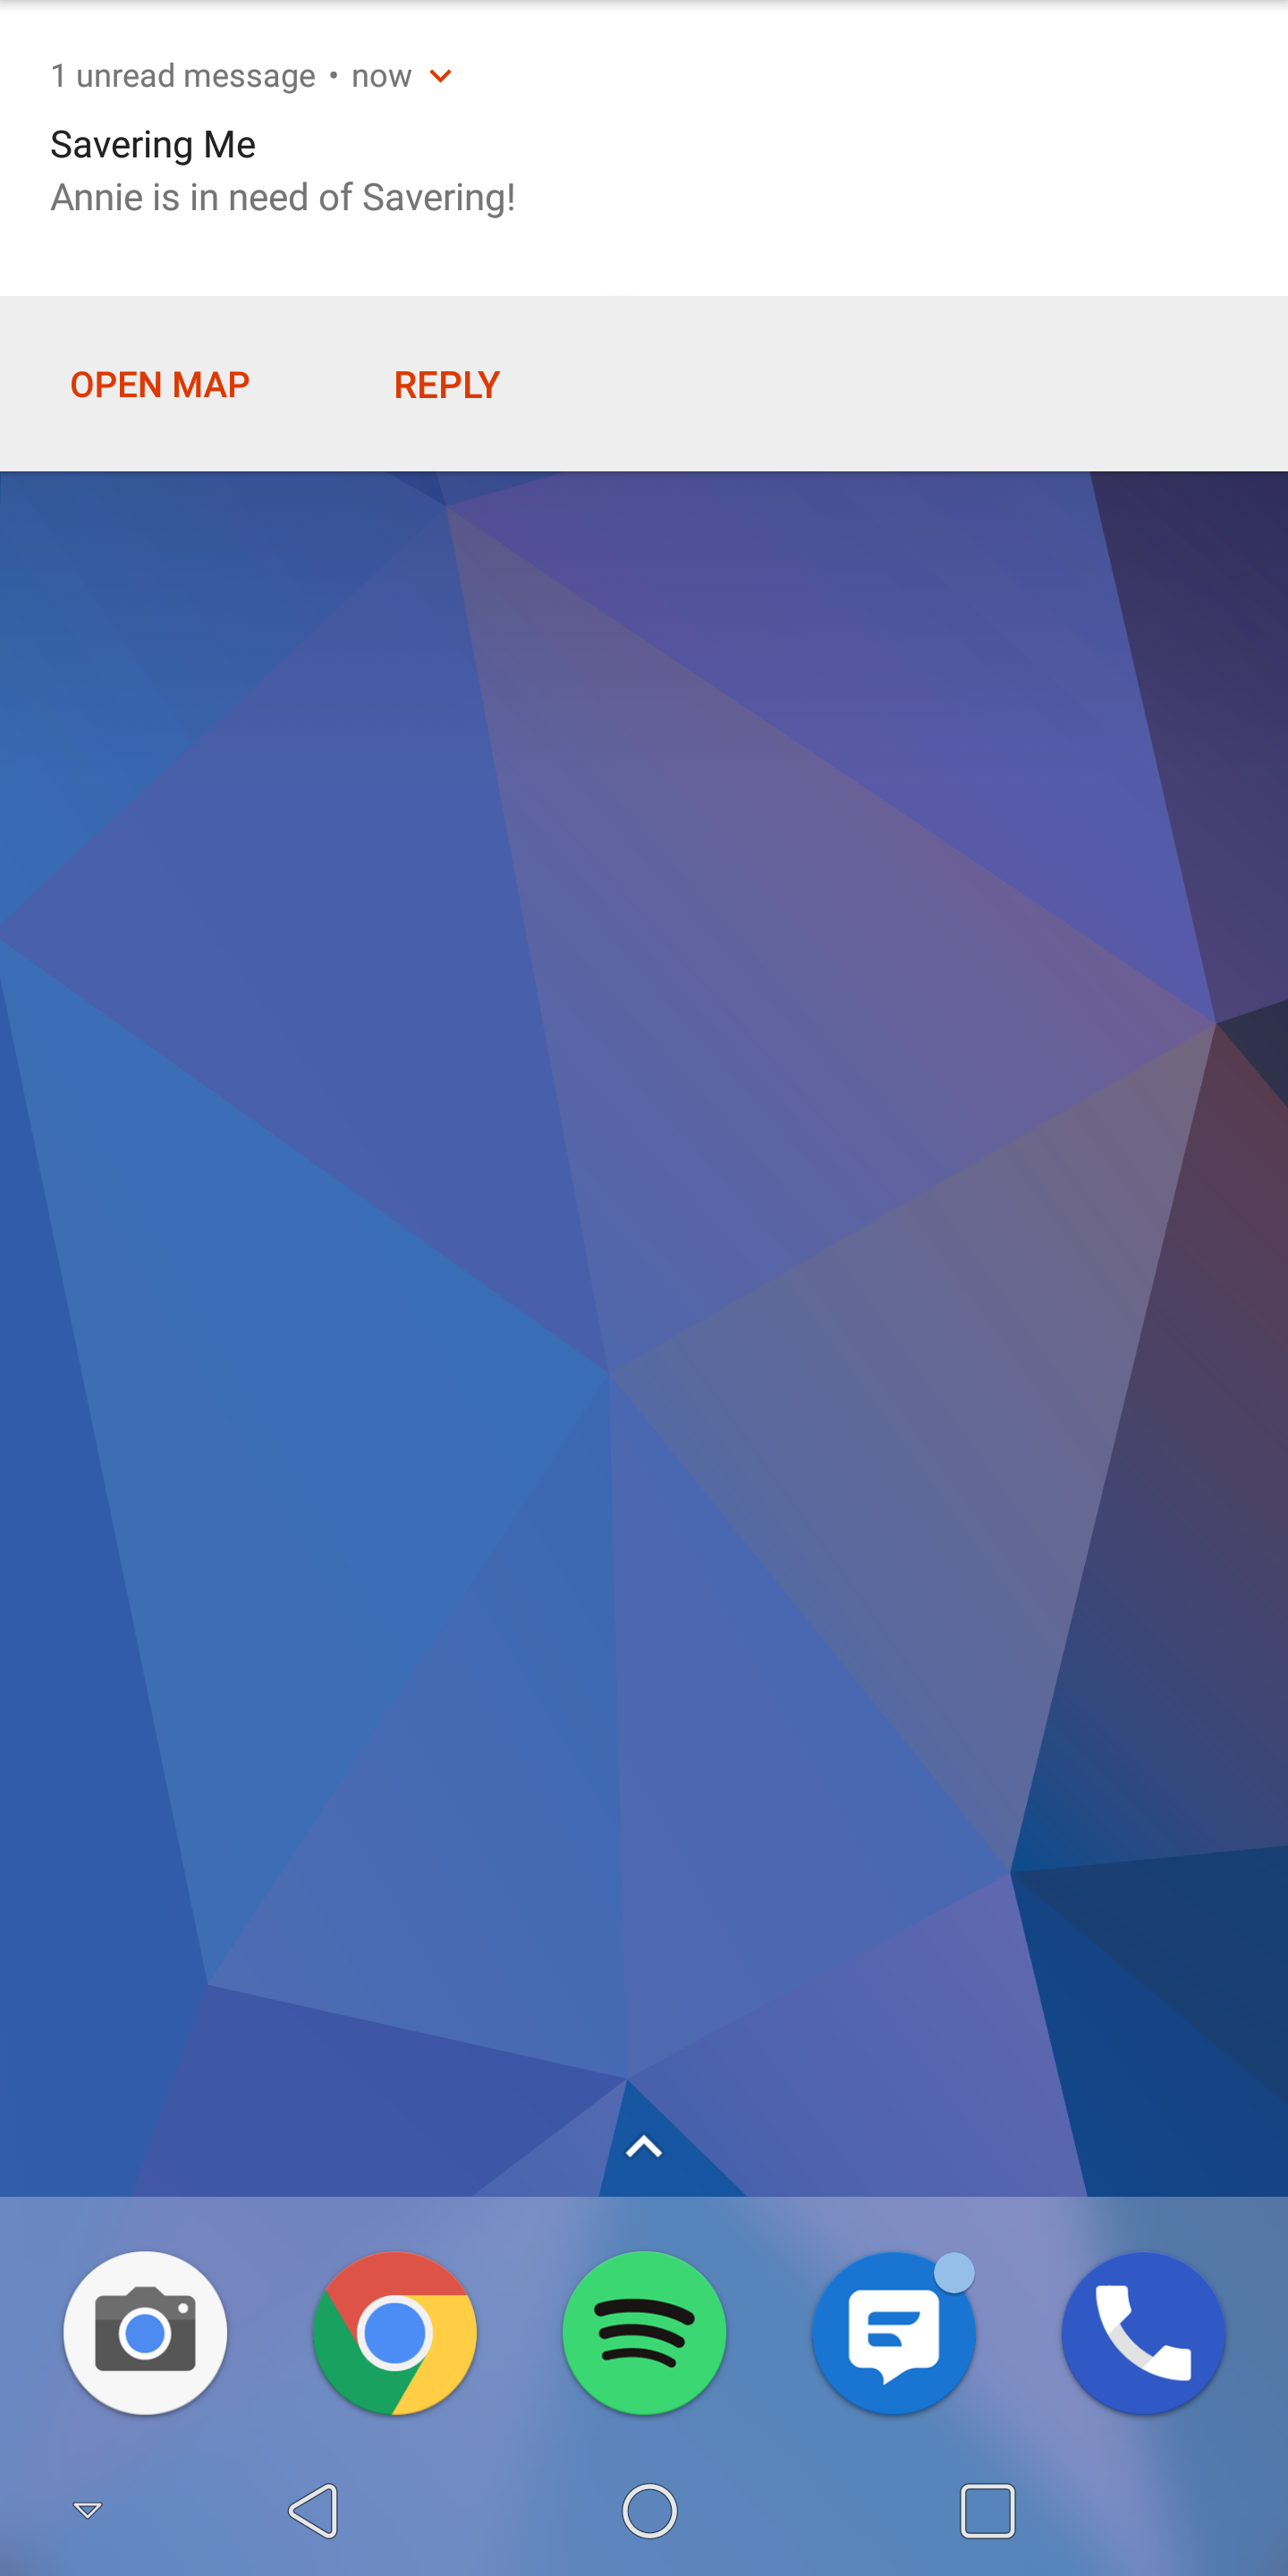 1 unread message • now
Savering Me
Annie is in need of Savering!
OPEN MAP REPLY